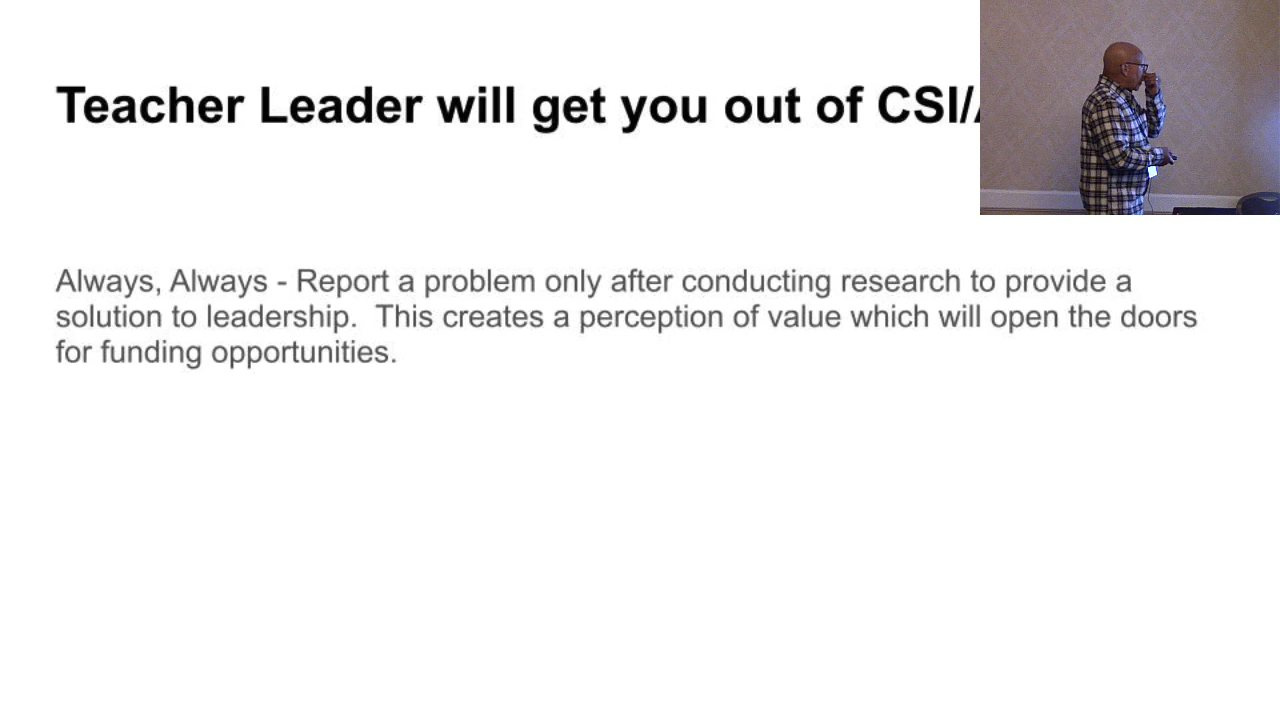 Teacher Leader will get you out of CSI/
Always, Always - Report a problem only after conducting research to provide a
solution to leadership.  This creates a perception of value which will open the doors
for funding opportunities.